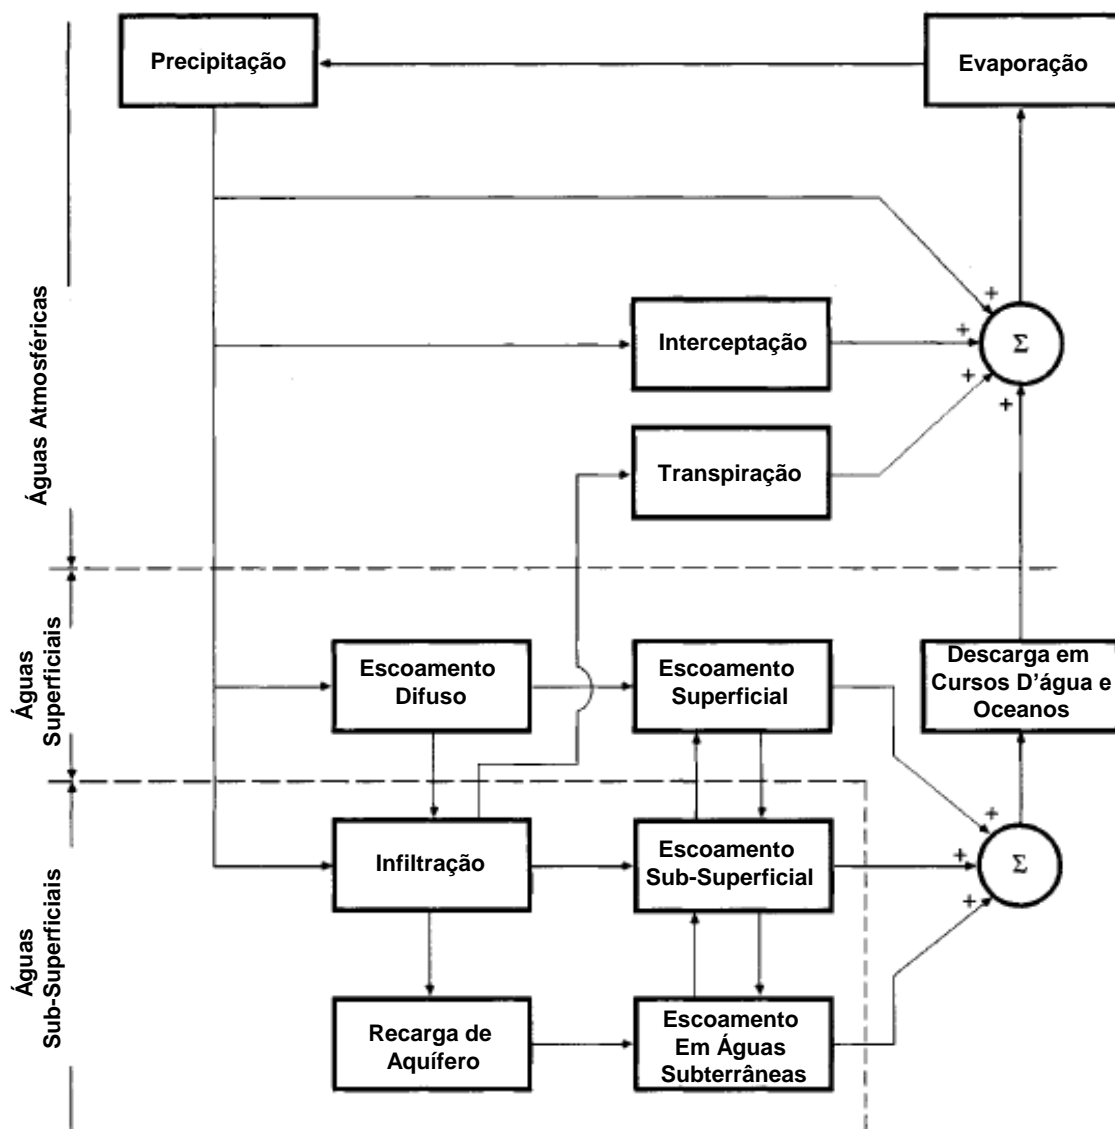 Precipitação
Evaporação
+
Interceptação
+
Σ
+
+
Transpiração
Águas Atmosféricas
Escoamento
Difuso
Escoamento
Superficial
Descarga em
Cursos D’água e
Oceanos
Águas
Superficiais
+
Infiltração
Escoamento
Sub-Superficial
+
Σ
+
Águas
Sub-Superficiais
Recarga de
Aquífero
Escoamento
Em Águas
Subterrâneas